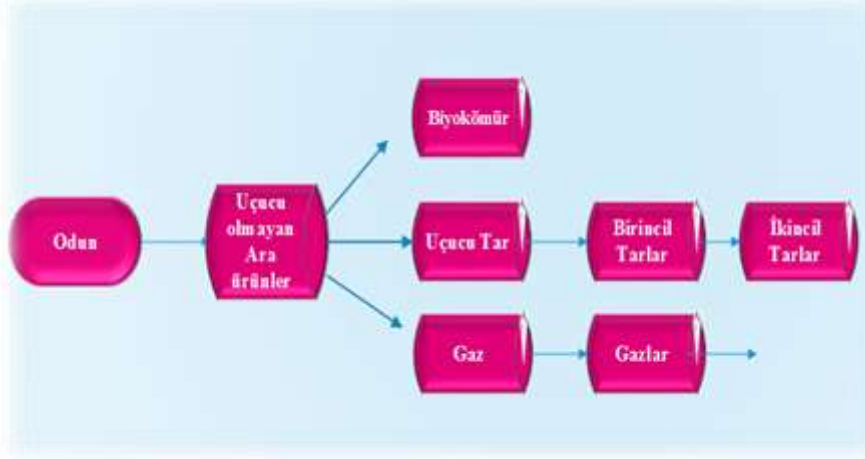 Biyokömür
Odun
Uçucu
olmayan
Ara
ürünler
Uçucu Tar
Birincil
Tarlar
İkincil
Tarlar
Gaz
Gazlar